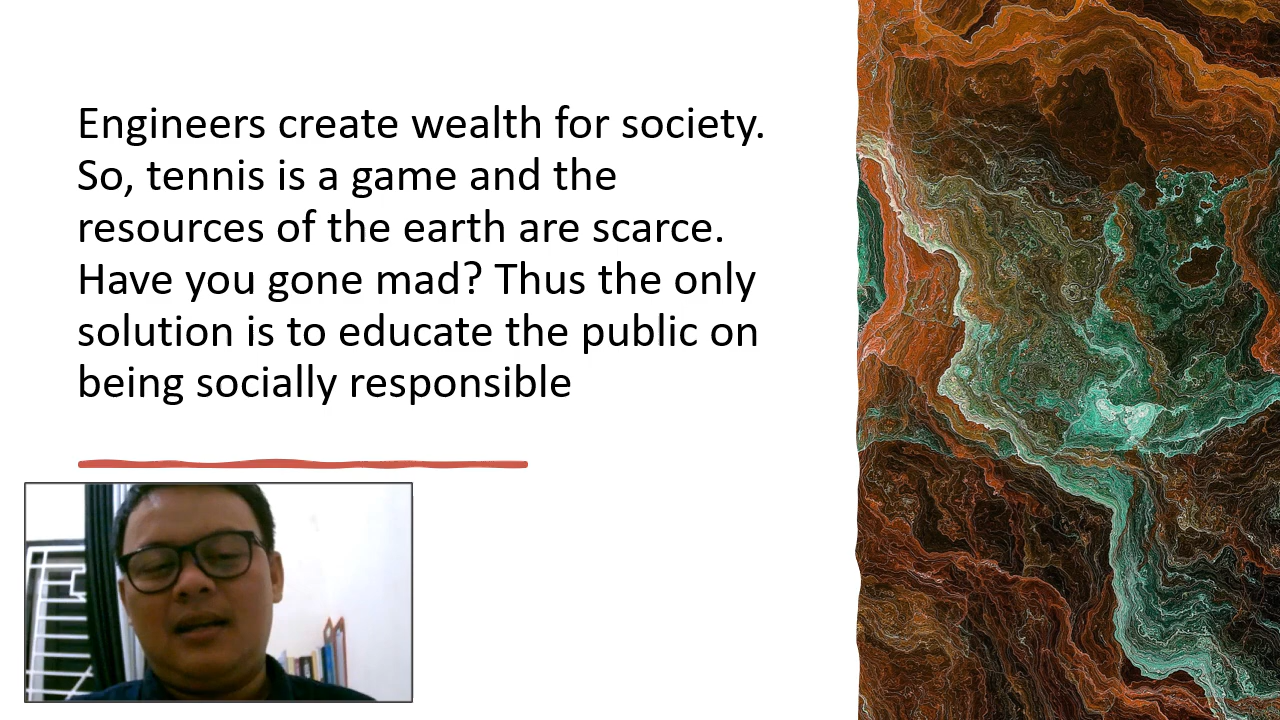 Engineers create wealth for society.
So, tennis is a game and the
resources of the earth are scarce.
Have you gone mad? Thus the only
solution is to educate the public on
being socially responsible